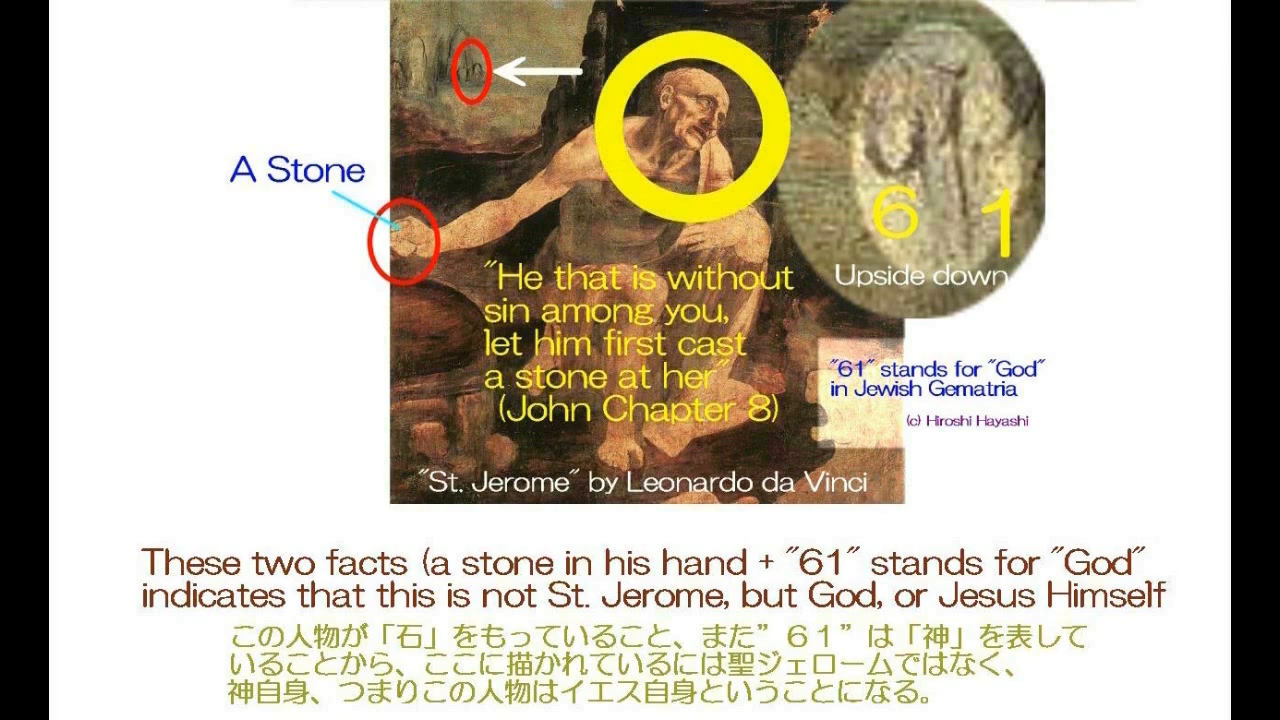 A Stone
"He that is without
sin among you,
let him first cast
a stone at her"
(John Chapter 8)
6 1
Upside down
"61" stands for "God"
in Jewish Gematria
(c) Hiroshi Hayashi
"St. Jerome" by Leonardo da Vinci
These two facts (a stone in his hand + "61" stands for "God"
indicates that this is not St. Jerome, but God, or Jesus Himself
この人物が「石」をもっていること、また”６１”は「神」を表して
いることから、ここに描かれているには聖ジェロームではなく、
神自身、つまりこの人物はイエス自身ということになる。